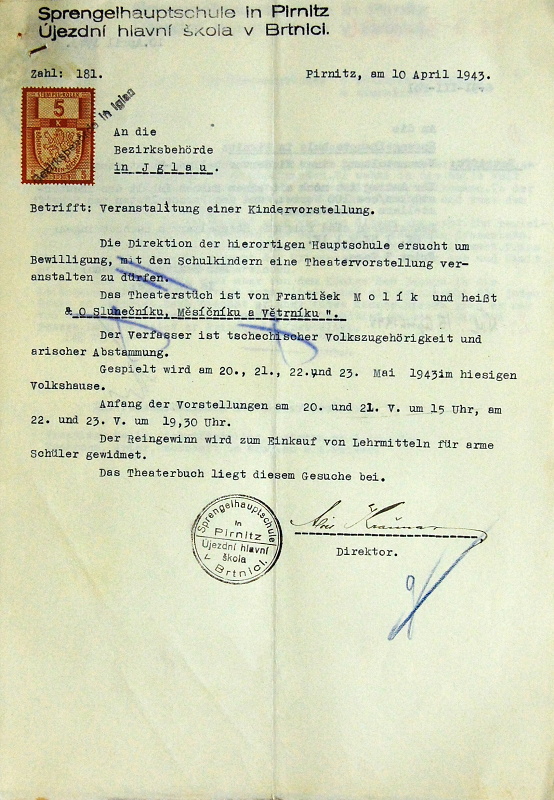 Sprengelhauptschule in Pirnitz
Újezdní hlavní škola v Brtnici.
Zahl: 181.
Pirnitz, am 10 April 1943.
5
K
Bezirksbehörde in Iglau
An die
Bezirksbehörde
in Jglau.
Betrifft: Veranstalitung einer Kindervorstellung.
Die Direktion der hierortigen Hauptschule ersucht um
Bewilligung, mit den Schulkindern eine Theatervorstellung ver-
anstalten zu dürfen.
Das Theaterstüch ist von František Molík und heißt
& O Slunečníku, Měsíčníku a Větrníku ".
Der Verfasser ist tschechischer Volkszugehörigkeit und
arischer Abstammung.
Gespielt wird am 20., 21., 22.und 23. Mai 1943im hiesigen
Volkshause.
Anfang der Vorstellungen am 20. und 21. V. um 15 Uhr, am
22. und 23. V. um 19,30 Uhr.
Der Reingewinn wird zum Einkauf von Lehrmitteln für arme
Schüler gewidmet.
Das Theaterbuch liegt diesem Gesuche bei.
Sprengelhauptschule
in
Pirnitz
Újezdní hlavní
škola
v Brtnici.
Direktor.